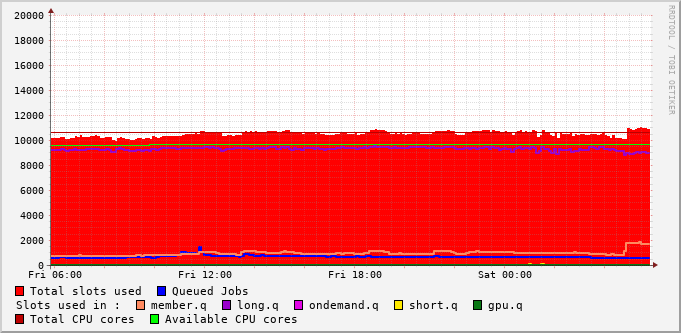 20000
18000
16000
14000
12000
10000
8000
6000
4000
2000
0
Fri 06:00 Fri 12:00 Fri 18:00 Sat 00:00
RRDTOOL / TOBI OETIKER
Total slots used Queued Jobs
Slots used in : member.q long.q ondemand.q short.q gpu.q
Total CPU cores Available CPU cores